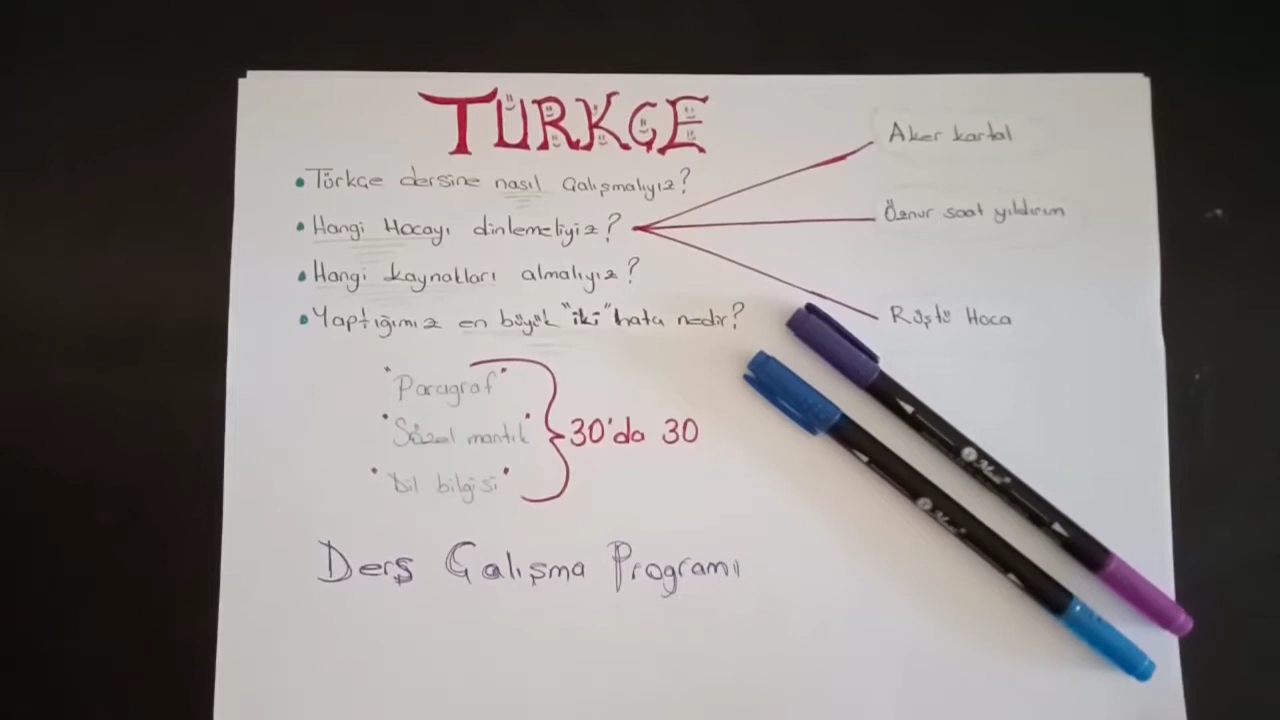 TÜRKÇE
• Türkçe dersine nasıl Çalışmalıyız?
• Hangi Hocayı dinlemeliyiz?
Aker kartal
Öznur saat yıldırım
Rüştü Hoca
• Hangi kaynakları almalıyız?
• Yaptığımız en büyük "iki" hata nedir?
"Paragraf"
"Sözel mantık"
"Dil bilgisi"
30'da 30
Ders Çalışma Programı